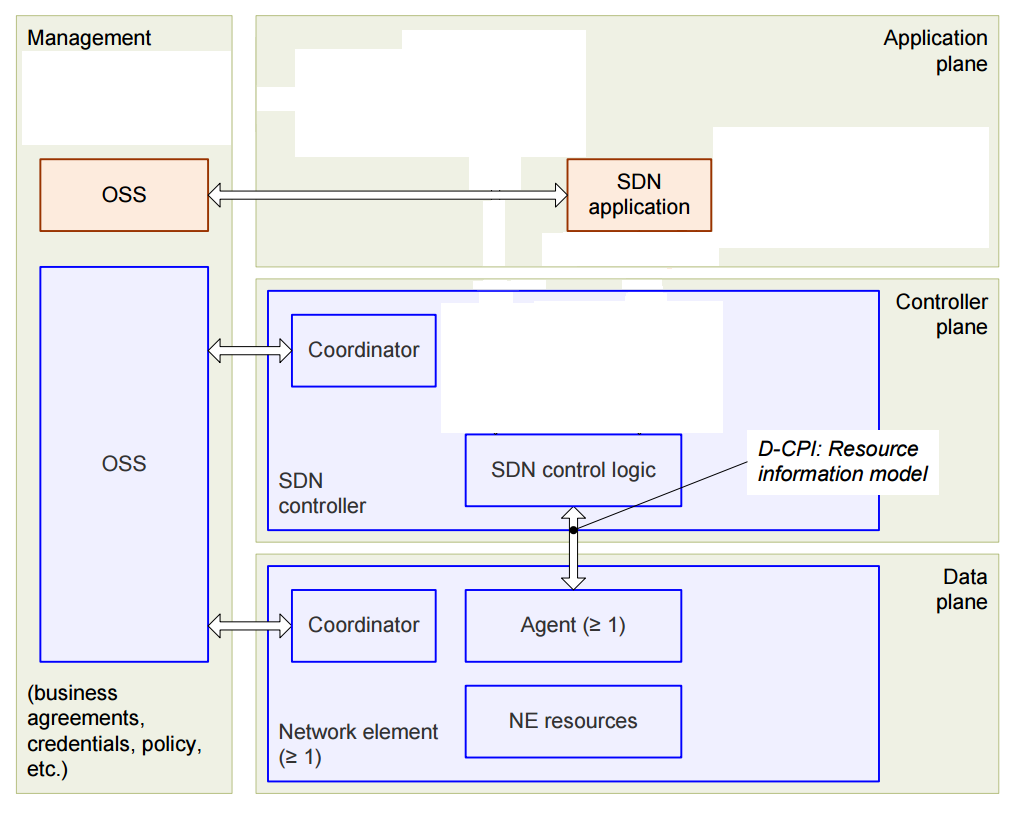 Management
Application
plane
OSS
SDN
application
Controller
plane
Coordinator
D-CPI: Resource
information model
OSS
SDN control logic
SDN
controller
Data
plane
Coordinator
Agent (≥ 1)
(business
agreements,
credentials, policy,
etc.)
NE resources
Network element
(≥ 1)